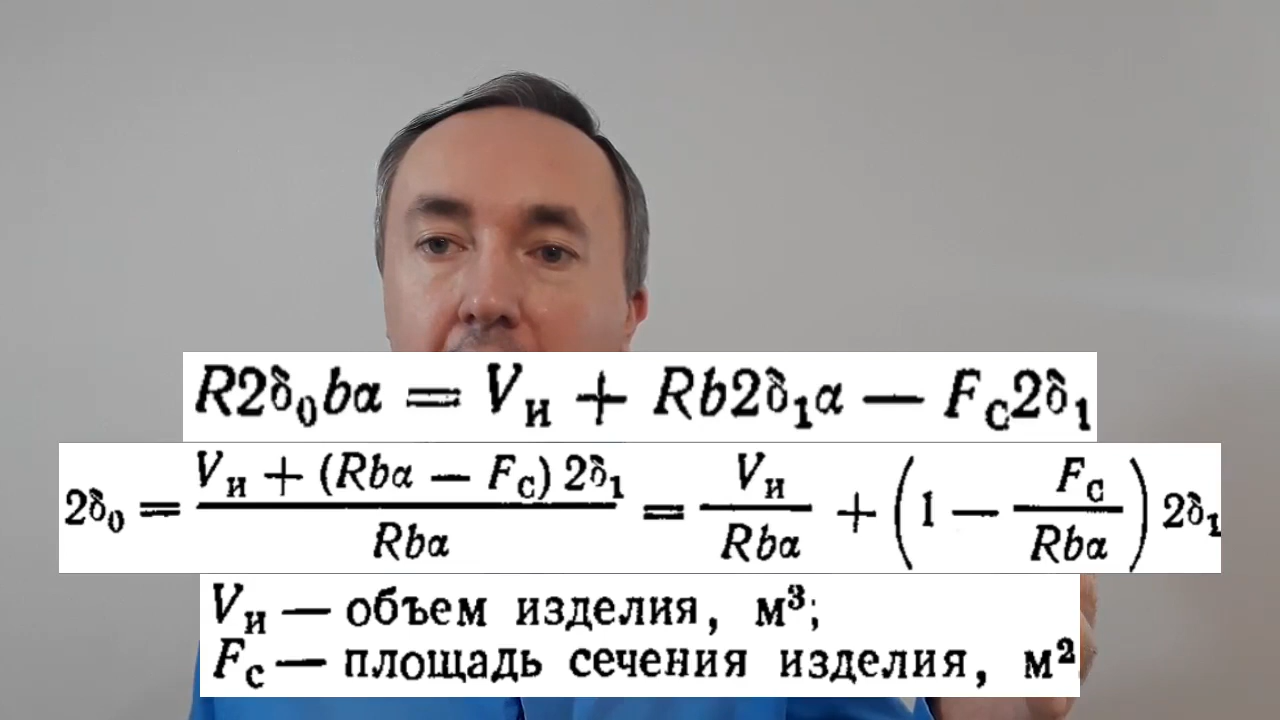 R2δ₀bα = Vи + Rb2δ₁α — Fс2δ₁
2δ₀ = (Vи + (Rbα — Fс) 2δ₁) / Rbα = Vи / Rbα + (1 — Fс / Rbα) 2δ₁
Vи — объем изделия, м³;
Fс — площадь сечения изделия, м²